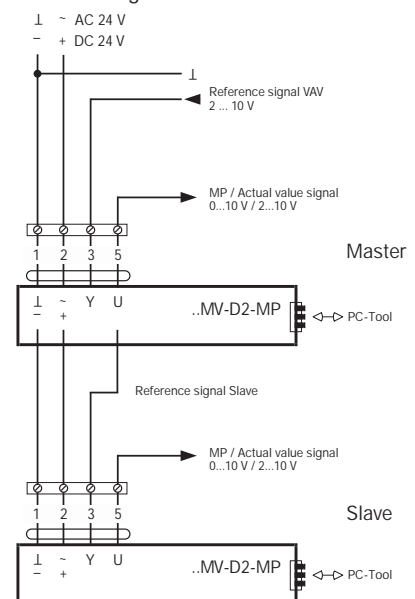 ⊥ ~ AC 24 V
– + DC 24 V
⊥
Reference signal VAV
2 ... 10 V
MP / Actual value signal
0...10 V / 2...10 V
Master
1 2 3 5
⊥ ~ Y U
– +
..MV-D2-MP
PC-Tool
Reference signal Slave
MP / Actual value signal
0...10 V / 2...10 V
Slave
1 2 3 5
⊥ ~ Y U
– +
..MV-D2-MP
PC-Tool